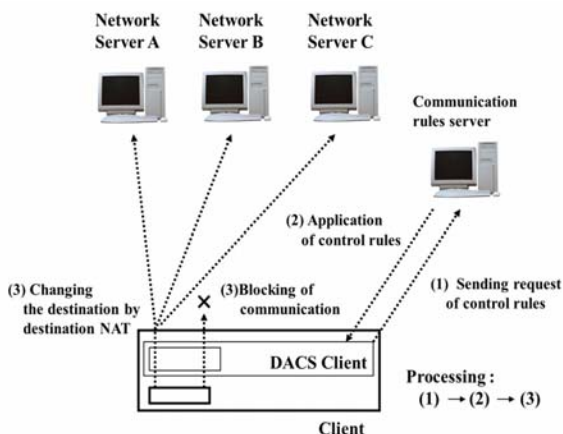 Network
Server A
Network
Server B
Network
Server C
Communication
rules server
(2) Application
of control rules
(1) Sending request
of control rules
(3) Changing
the destination by
destination NAT
(3)Blocking of
communication
DACS Client
Client
Processing :
(1) →(2) → (3)